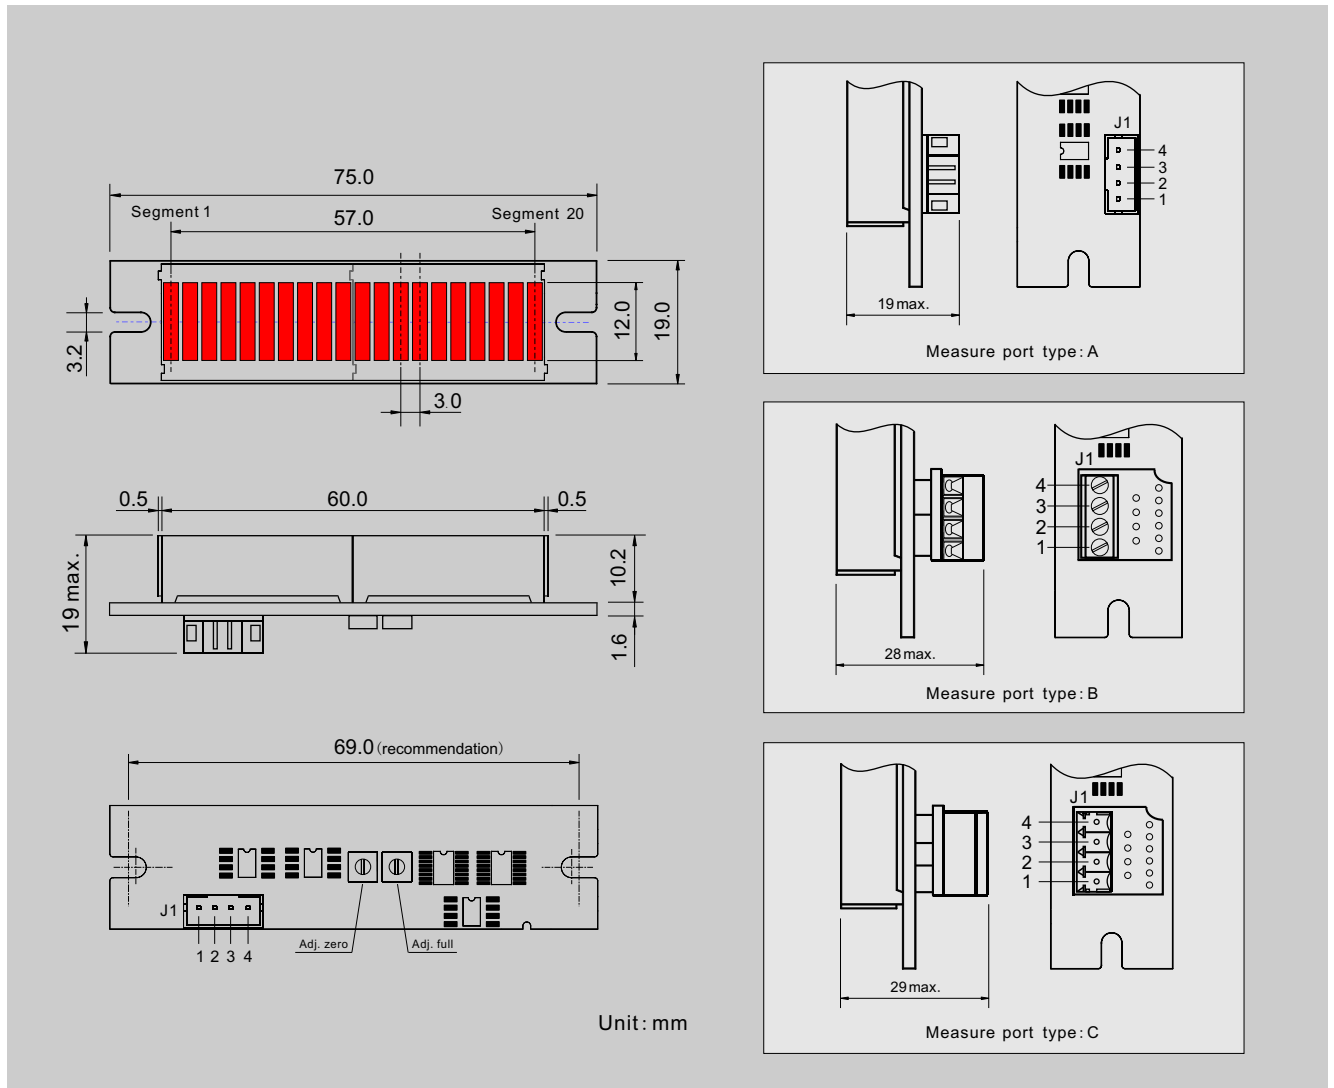 75.0
Segment 1
57.0
Segment 20
3.2
12.0
19.0
3.0
0.5
60.0
0.5
19 max.
10.2
1.6
69.0 (recommendation)
J1
1 2 3 4
Adj. zero
Adj. full
Unit: mm
J1
4
3
2
1
19 max.
Measure port type: A
J1
4
3
2
1
28 max.
Measure port type: B
J1
4
3
2
1
29 max.
Measure port type: C